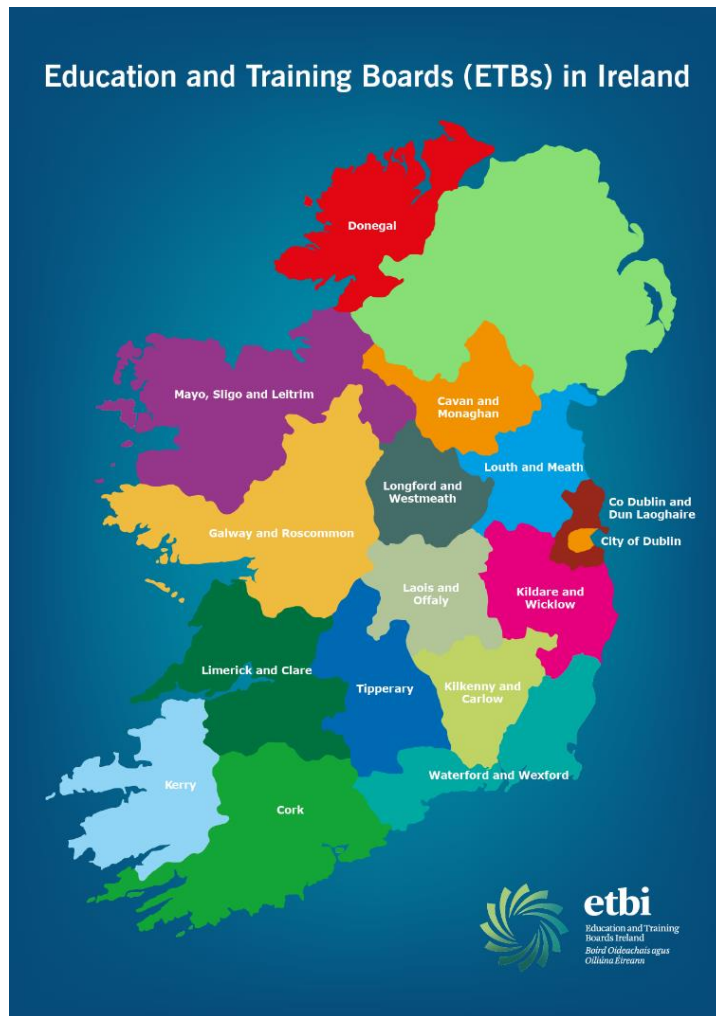 Education and Training Boards (ETBs) in Ireland
Donegal
Mayo, Sligo and Leitrim
Cavan and
Monaghan
Louth and Meath
Longford and
Westmeath
Co Dublin and
Dun Laoghaire
City of Dublin
Galway and Roscommon
Laois and
Offaly
Kildare and
Wicklow
Limerick and Clare
Tipperary
Kilkenny and
Carlow
Waterford and Wexford
Kerry
Cork
etbi
Education and Training
Boards Ireland
Boird Oideachais agus
Oiliúna Éireann